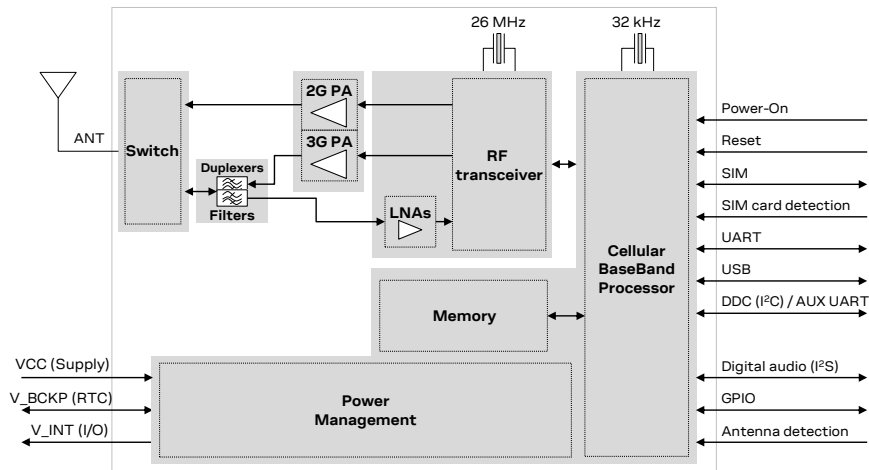 26 MHz
32 kHz
ANT
Switch
2G PA
3G PA
Duplexers
Filters
LNAs
RF
transceiver
Cellular
BaseBand
Processor
Memory
Power
Management
VCC (Supply)
V_BCKP (RTC)
V_INT (I/O)
Power-On
Reset
SIM
SIM card detection
UART
USB
DDC (I²C) / AUX UART
Digital audio (I²S)
GPIO
Antenna detection